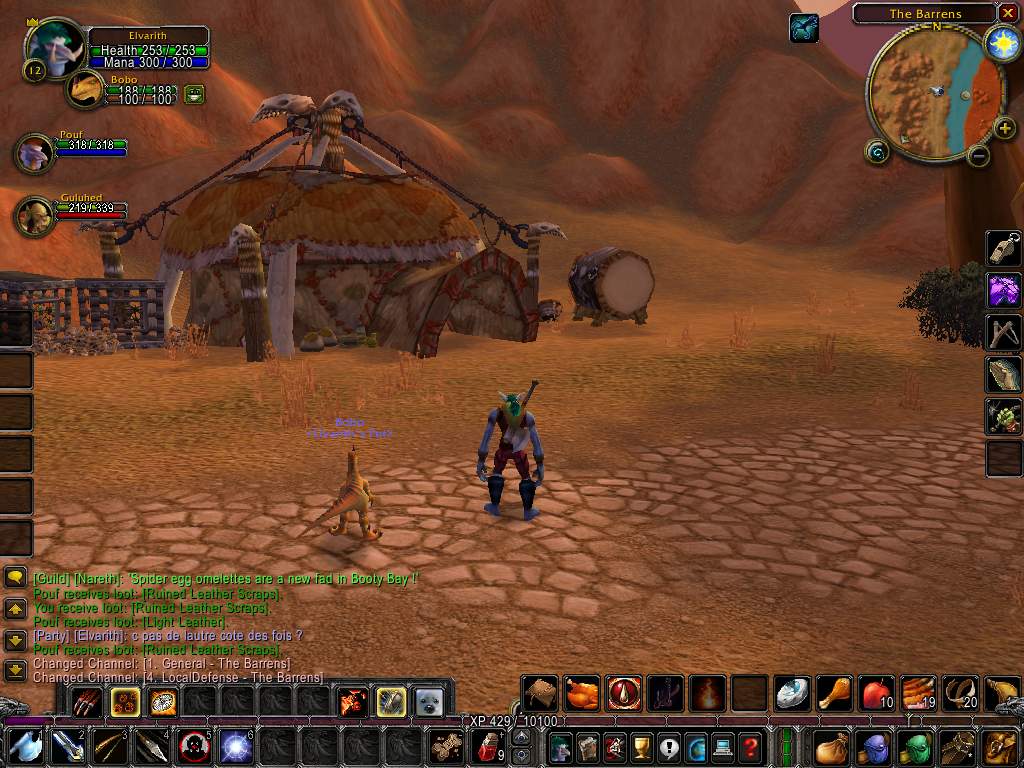 Elvarith
Health 253 / 253
Mana 300 / 300
12
Bobo
188 / 188
100 / 100
Pouf
318 / 318
Guluhed
219 / 339
The Barrens
N
Bobo
[Guild] [Nareth]: 'Spider egg omelettes are a new fad in Booty Bay !'
Pouf receives loot: [Ruined Leather Scraps].
You receive loot: [Ruined Leather Scraps].
Pouf receives loot: [Light Leather].
[Party] [Elvarith]: c pas de lautre cote des fois ?
Pouf receives loot: [Ruined Leather Scraps].
Changed Channel: [1. General - The Barrens]
Changed Channel: [4. LocalDefense - The Barrens]
10
19
20
XP 429 / 10100
2
3
4
5
6
9